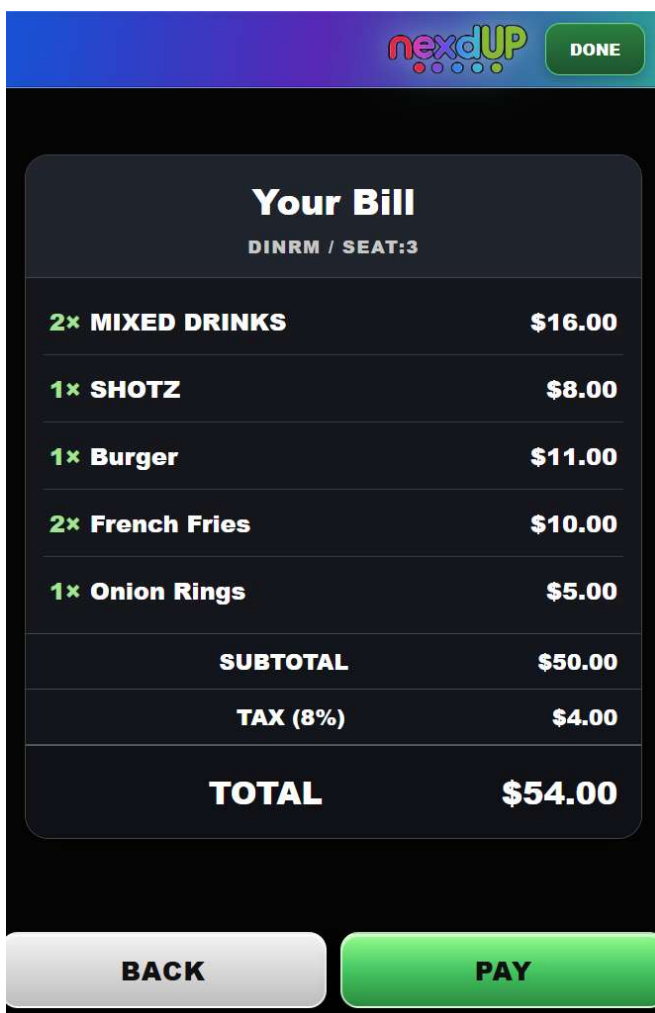 nexdUP
DONE
Your Bill
DINRM / SEAT:3
2× MIXED DRINKS $16.00
1× SHOTZ $8.00
1× Burger $11.00
2× French Fries $10.00
1× Onion Rings $5.00
SUBTOTAL $50.00
TAX (8%) $4.00
TOTAL $54.00
BACK
PAY